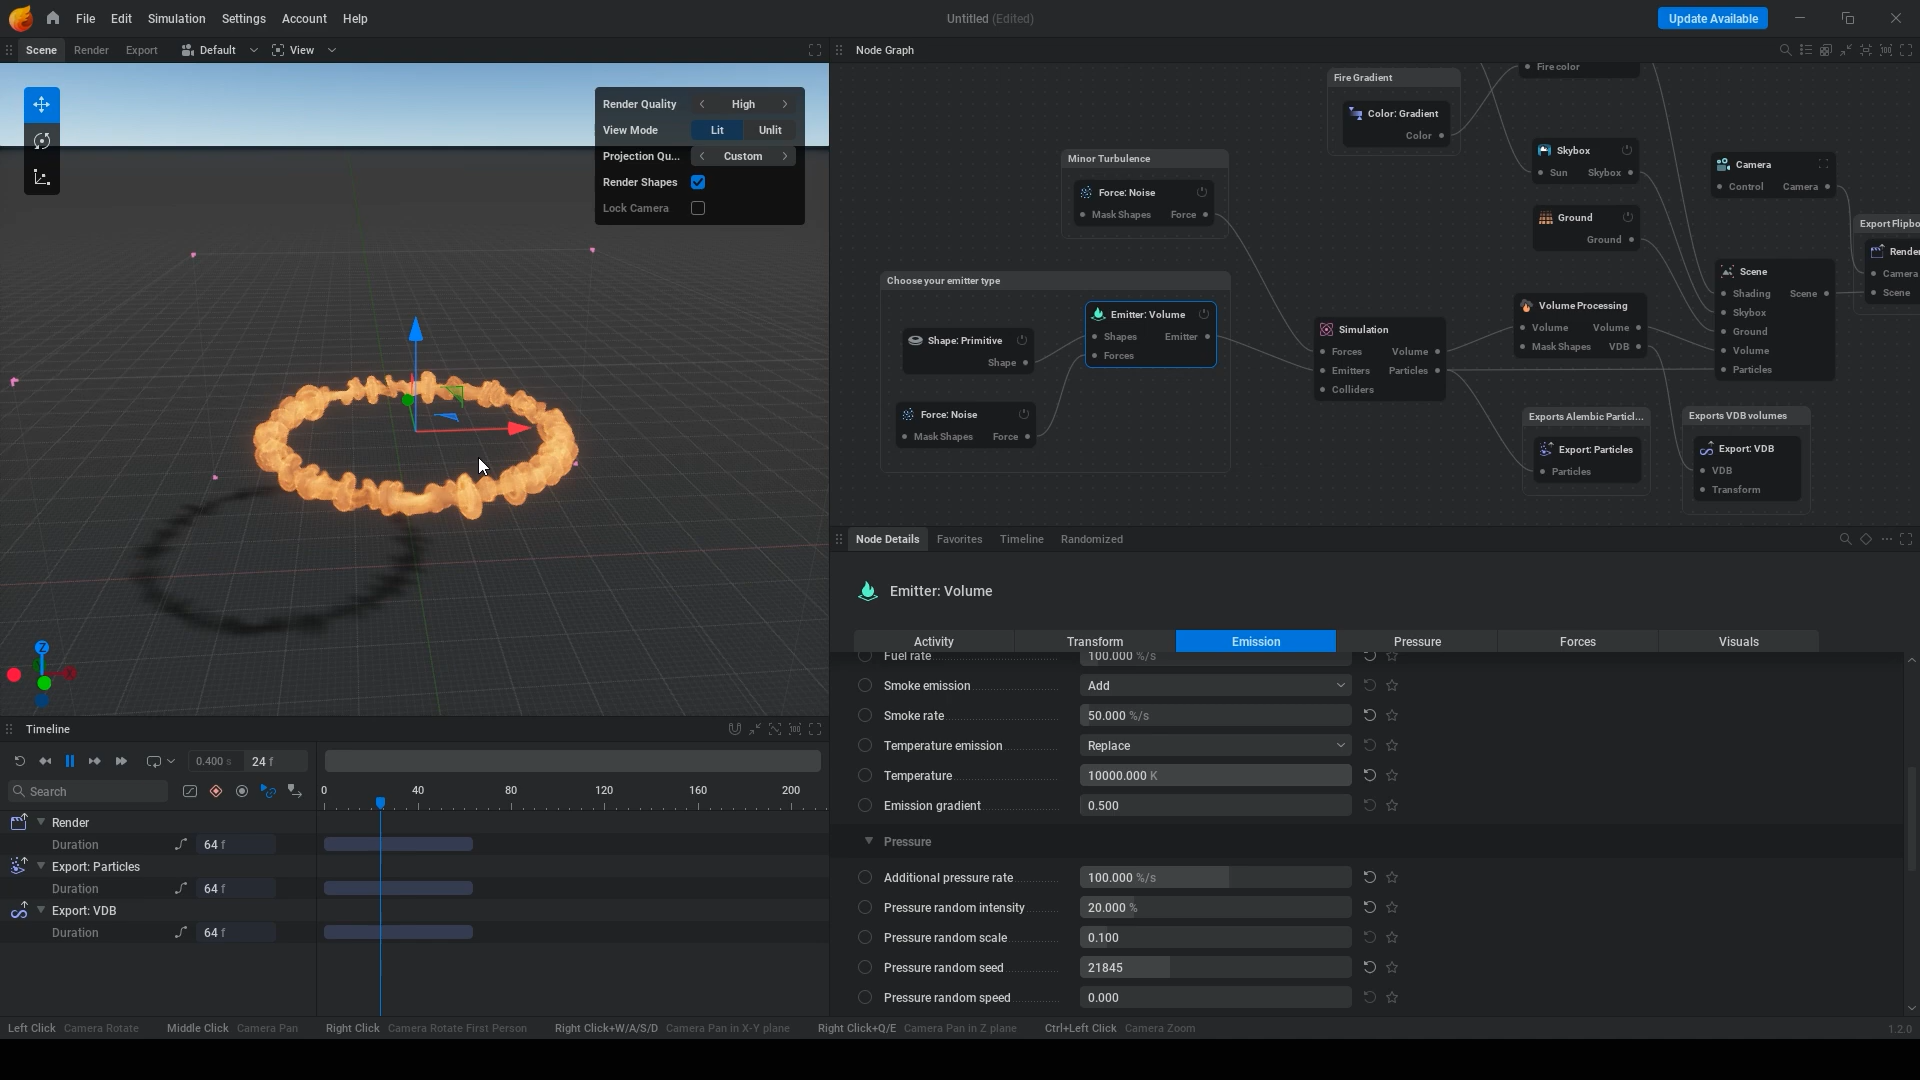 File Edit Simulation Settings Account Help
Untitled (Edited)
Update Available
Scene Render Export Default View
Node Graph
Render Quality High
View Mode Lit Unlit
Projection Qu... Custom
Render Shapes
Lock Camera
Z
X
Fire color
Fire Gradient
Color: Gradient
Color
Minor Turbulence
Force: Noise
Mask Shapes Force
Choose your emitter type
Shape: Primitive
Shape
Emitter: Volume
Shapes Emitter
Forces
Force: Noise
Mask Shapes Force
Simulation
Forces Volume
Emitters Particles
Colliders
Skybox
Sun Skybox
Ground
Ground
Camera
Control Camera
Volume Processing
Volume Volume
Mask Shapes VDB
Scene
Shading Scene
Skybox
Ground
Volume
Particles
Export Flipbo
Render
Camera
Scene
Exports Alembic Particl...
Export: Particles
Particles
Exports VDB volumes
Export: VDB
VDB
Transform
Node Details Favorites Timeline Randomized
Emitter: Volume
Activity Transform Emission Pressure Forces Visuals
Fuel rate 100.000 %/s
Smoke emission Add
Smoke rate 50.000 %/s
Temperature emission Replace
Temperature 10000.000 K
Emission gradient 0.500
Pressure
Additional pressure rate 100.000 %/s
Pressure random intensity 20.000 %
Pressure random scale 0.100
Pressure random seed 21845
Pressure random speed 0.000
Timeline
0.400 s 24 f
Search
0 40 80 120 160 200
Render
Duration 64 f
Export: Particles
Duration 64 f
Export: VDB
Duration 64 f
Left Click Camera Rotate Middle Click Camera Pan Right Click Camera Rotate First Person Right Click+W/A/S/D Camera Pan in X-Y plane Right Click+Q/E Camera Pan in Z plane Ctrl+Left Click Camera Zoom 1.2.0